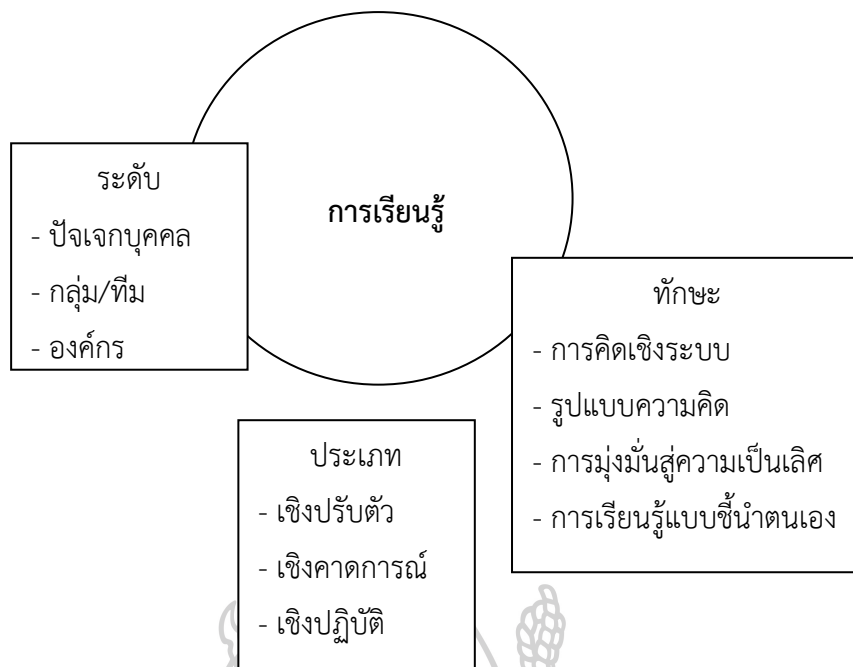 การเรียนรู้
ระดับ
- ปัจเจกบุคคล
- กลุ่ม/ทีม
- องค์กร
ทักษะ
- การคิดเชิงระบบ
- รูปแบบความคิด
- การมุ่งมั่นสู่ความเป็นเลิศ
- การเรียนรู้แบบชี้นำตนเอง
ประเภท
- เชิงปรับตัว
- เชิงคาดการณ์
- เชิงปฏิบัติ